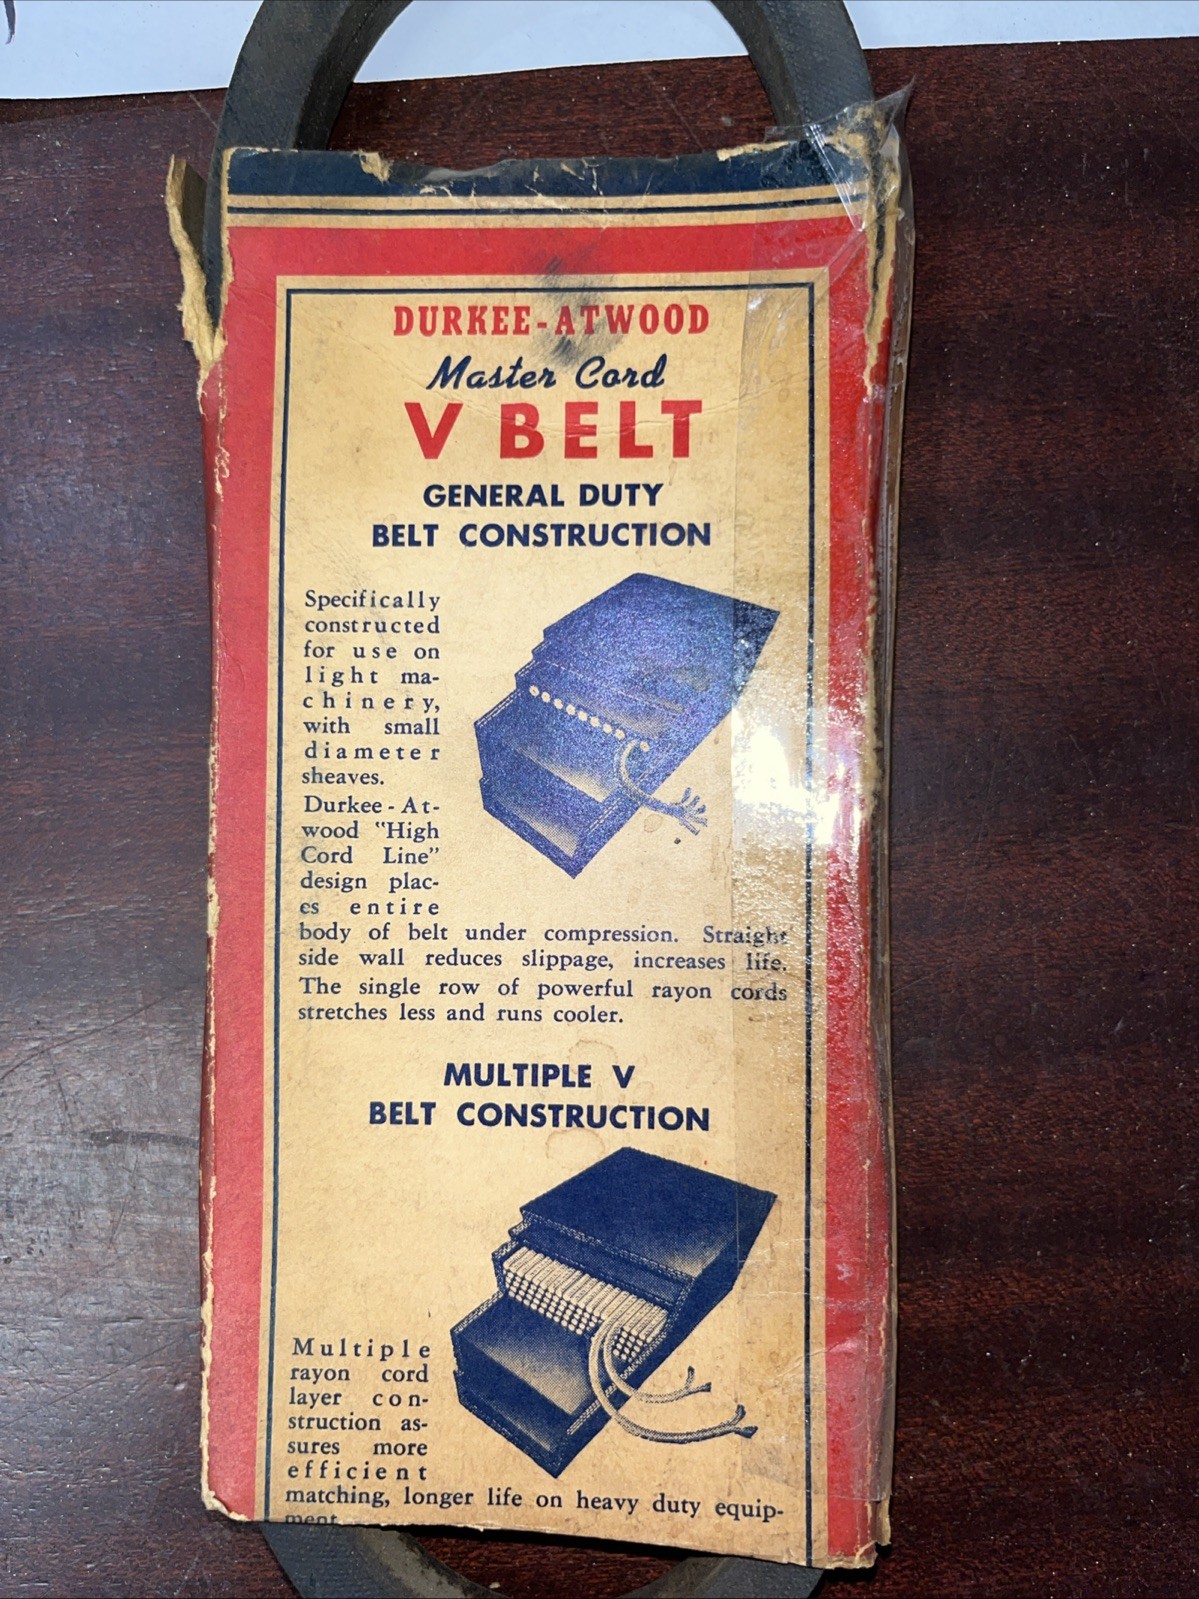 DURKEE-ATWOOD
Master Cord
V BELT
GENERAL DUTY
BELT CONSTRUCTION
Specifically
constructed
for use on
light ma-
chinery,
with small
diameter
sheaves.
Durkee-At-
wood "High
Cord Line"
design plac-
es entire
body of belt under compression. Straight
side wall reduces slippage, increases life.
The single row of powerful rayon cords
stretches less and runs cooler.
MULTIPLE V
BELT CONSTRUCTION
Multiple
rayon cord
layer con-
struction as-
sures more
efficient
matching, longer life on heavy duty equip-
ment